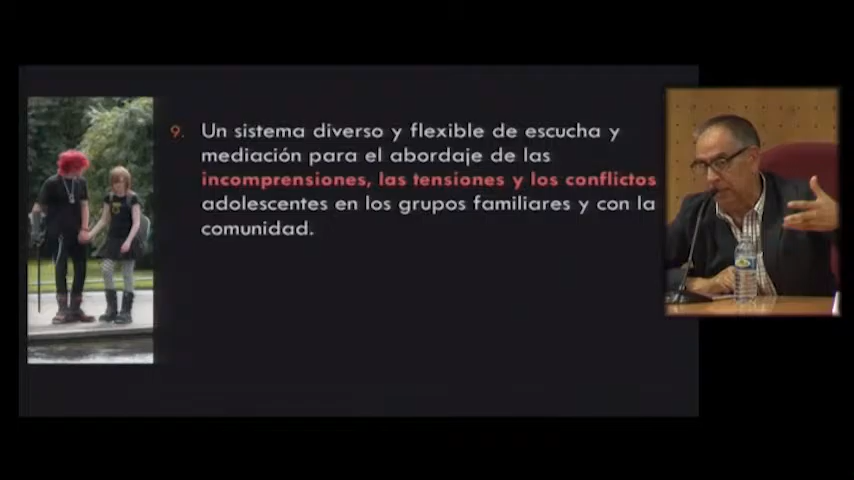 9. Un sistema diverso y flexible de escucha y
mediación para el abordaje de las
incomprensiones, las tensiones y los conflictos
adolescentes en los grupos familiares y con la
comunidad.